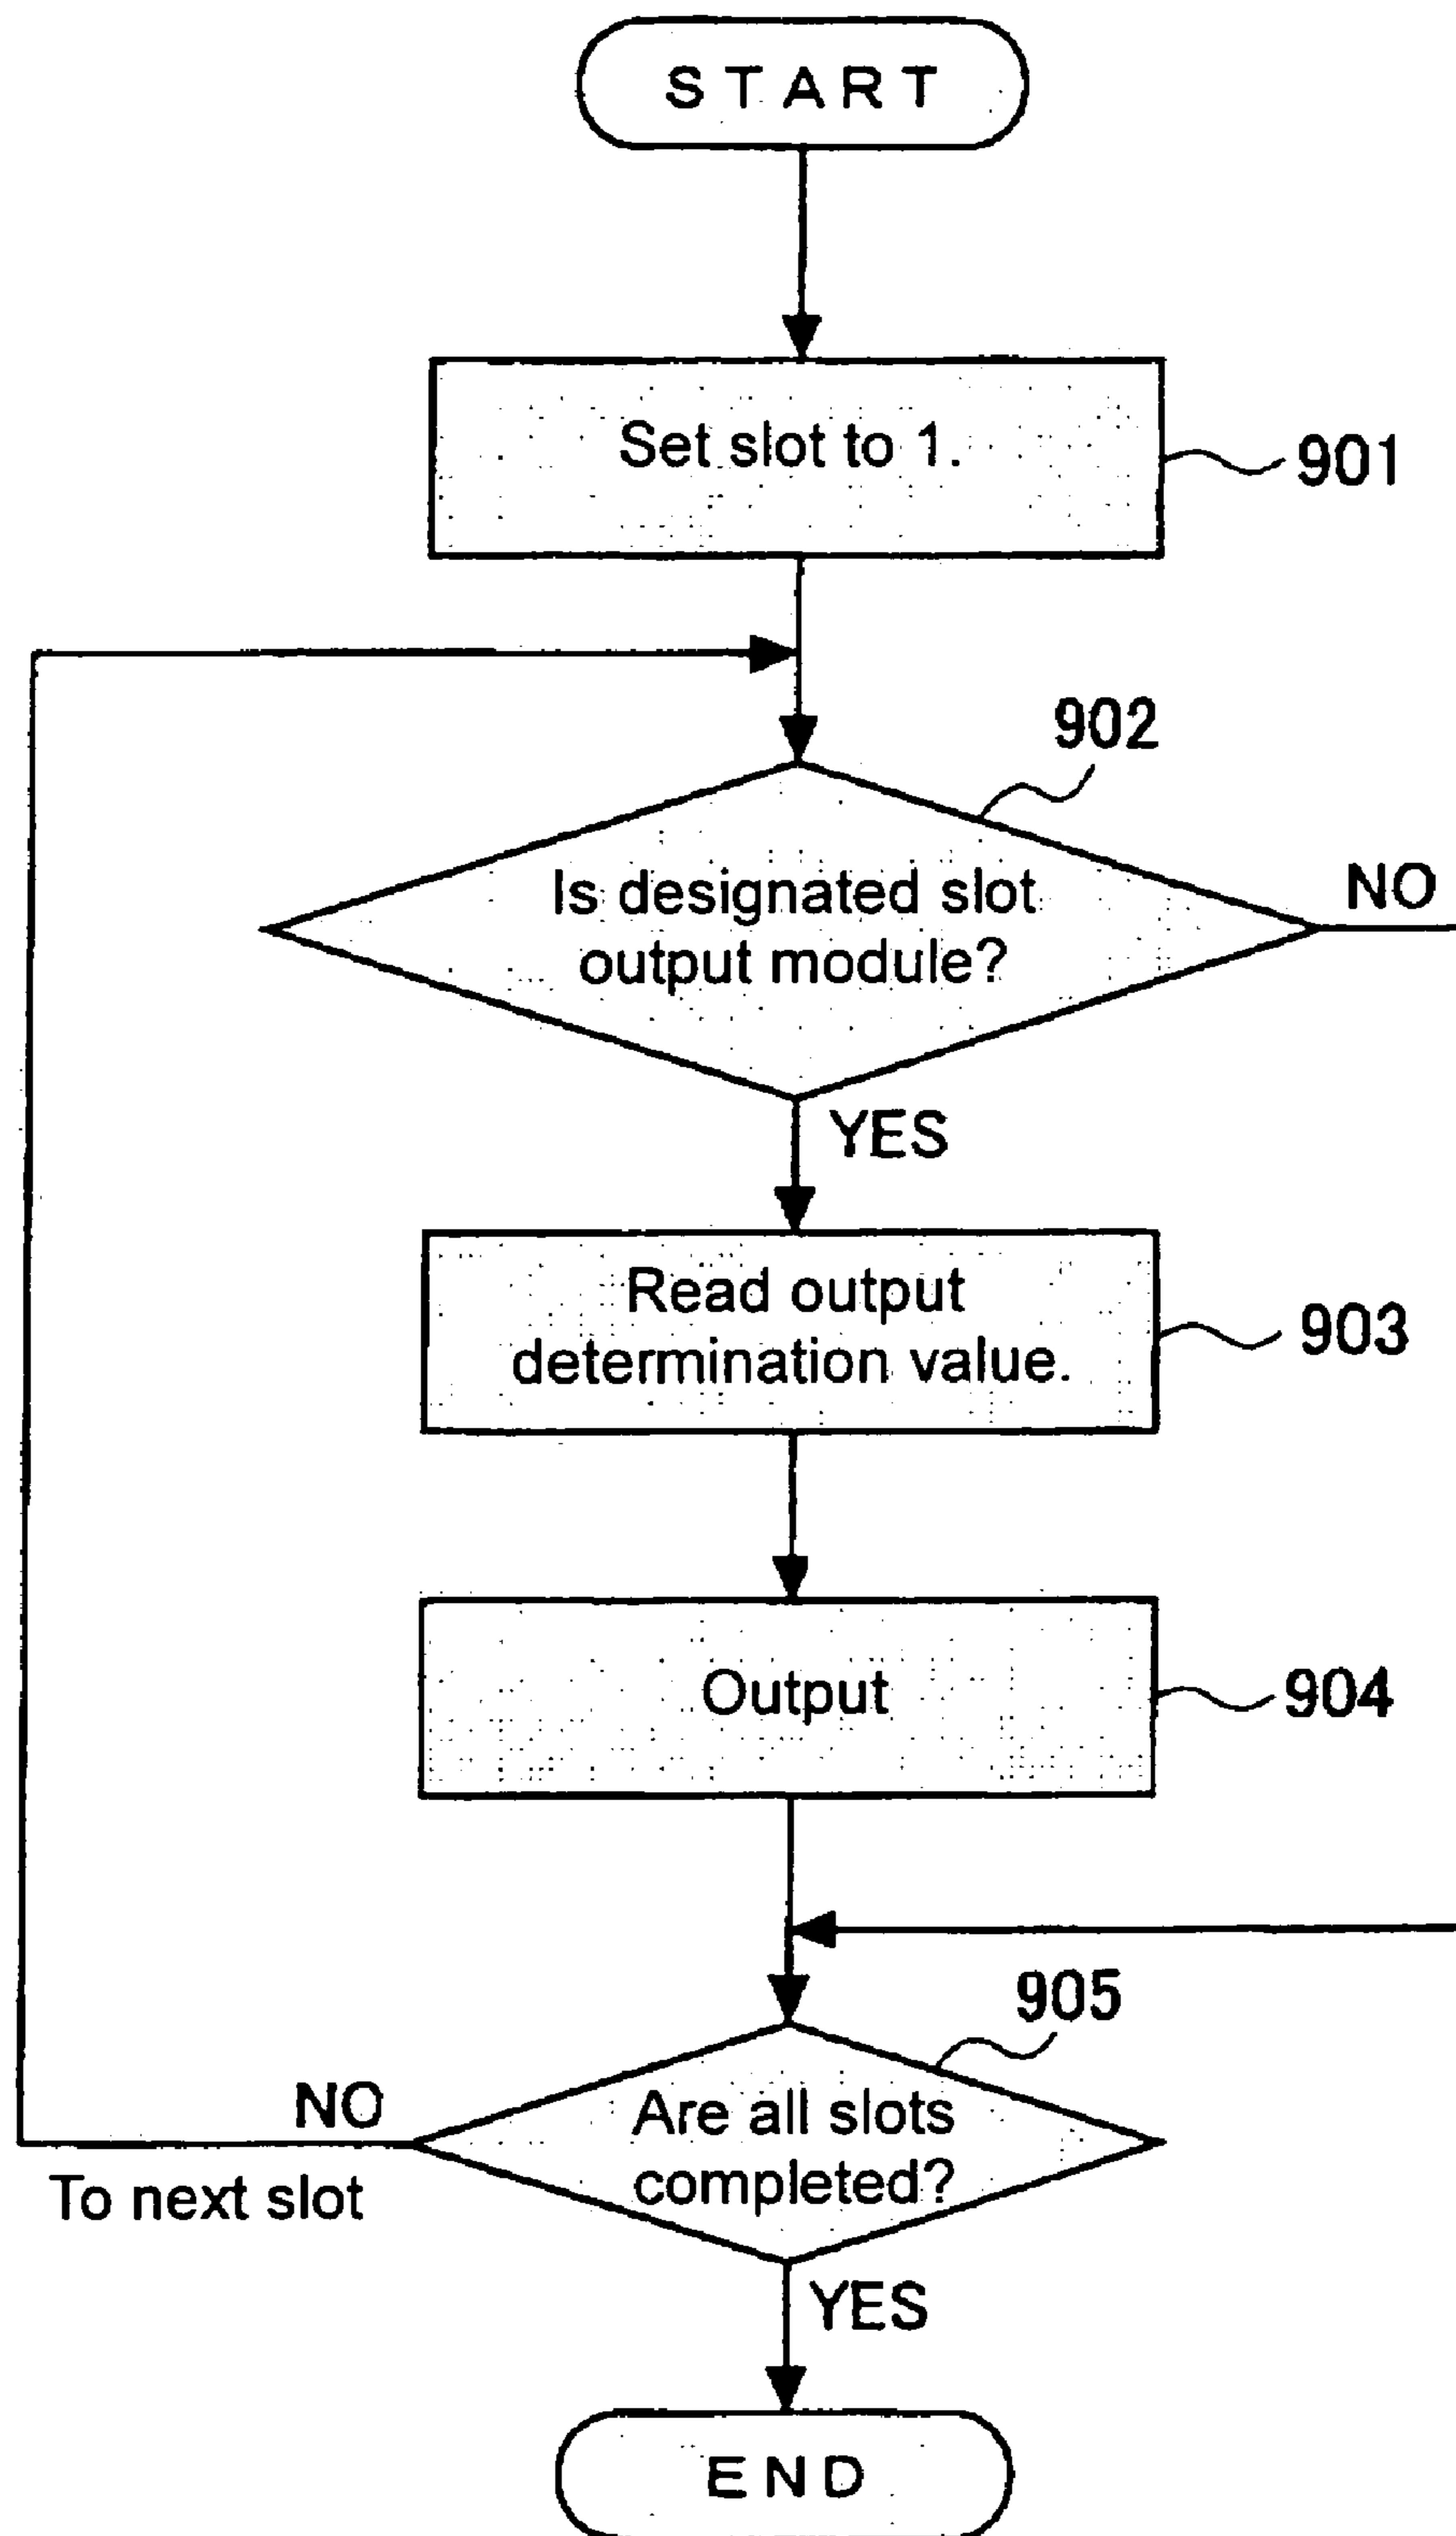 START
Set slot to 1.
901
902
Is designated slot
output module?
NO
YES
Read output
determination value.
903
Output
904
905
Are all slots
completed?
NO
To next slot
YES
END